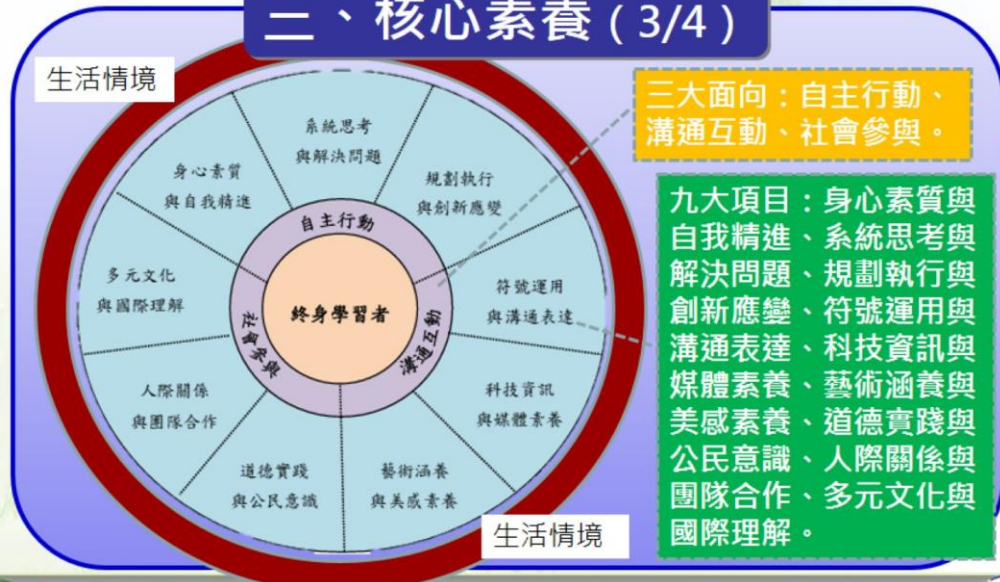 二、核心素養(3/4)
生活情境
系統思考
與解決問題
身心素質
與自我精進
規劃執行
與創新應變
自主行動
多元文化
與國際理解
符號運用
與溝通表達
終身學習者
社會參與
溝通互動
人際關係
與團隊合作
科技資訊
與媒體素養
道德實踐
與公民意識
藝術涵養
與美感素養
生活情境
三大面向：自主行動、
溝通互動、社會參與。
九大項目：身心素質與
自我精進、系統思考與
解決問題、規劃執行與
創新應變、符號運用與
溝通表達、科技資訊與
媒體素養、藝術涵養與
美感素養、道德實踐與
公民意識、人際關係與
團隊合作、多元文化與
國際理解。